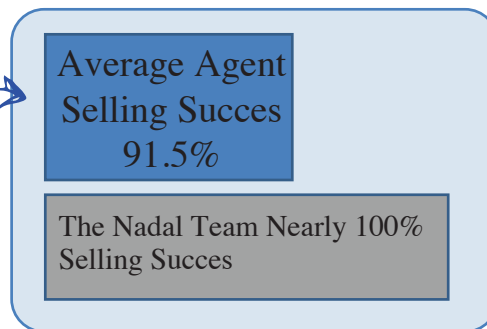 Average Agent
Selling Succes
91.5%
The Nadal Team Nearly 100%
Selling Succes